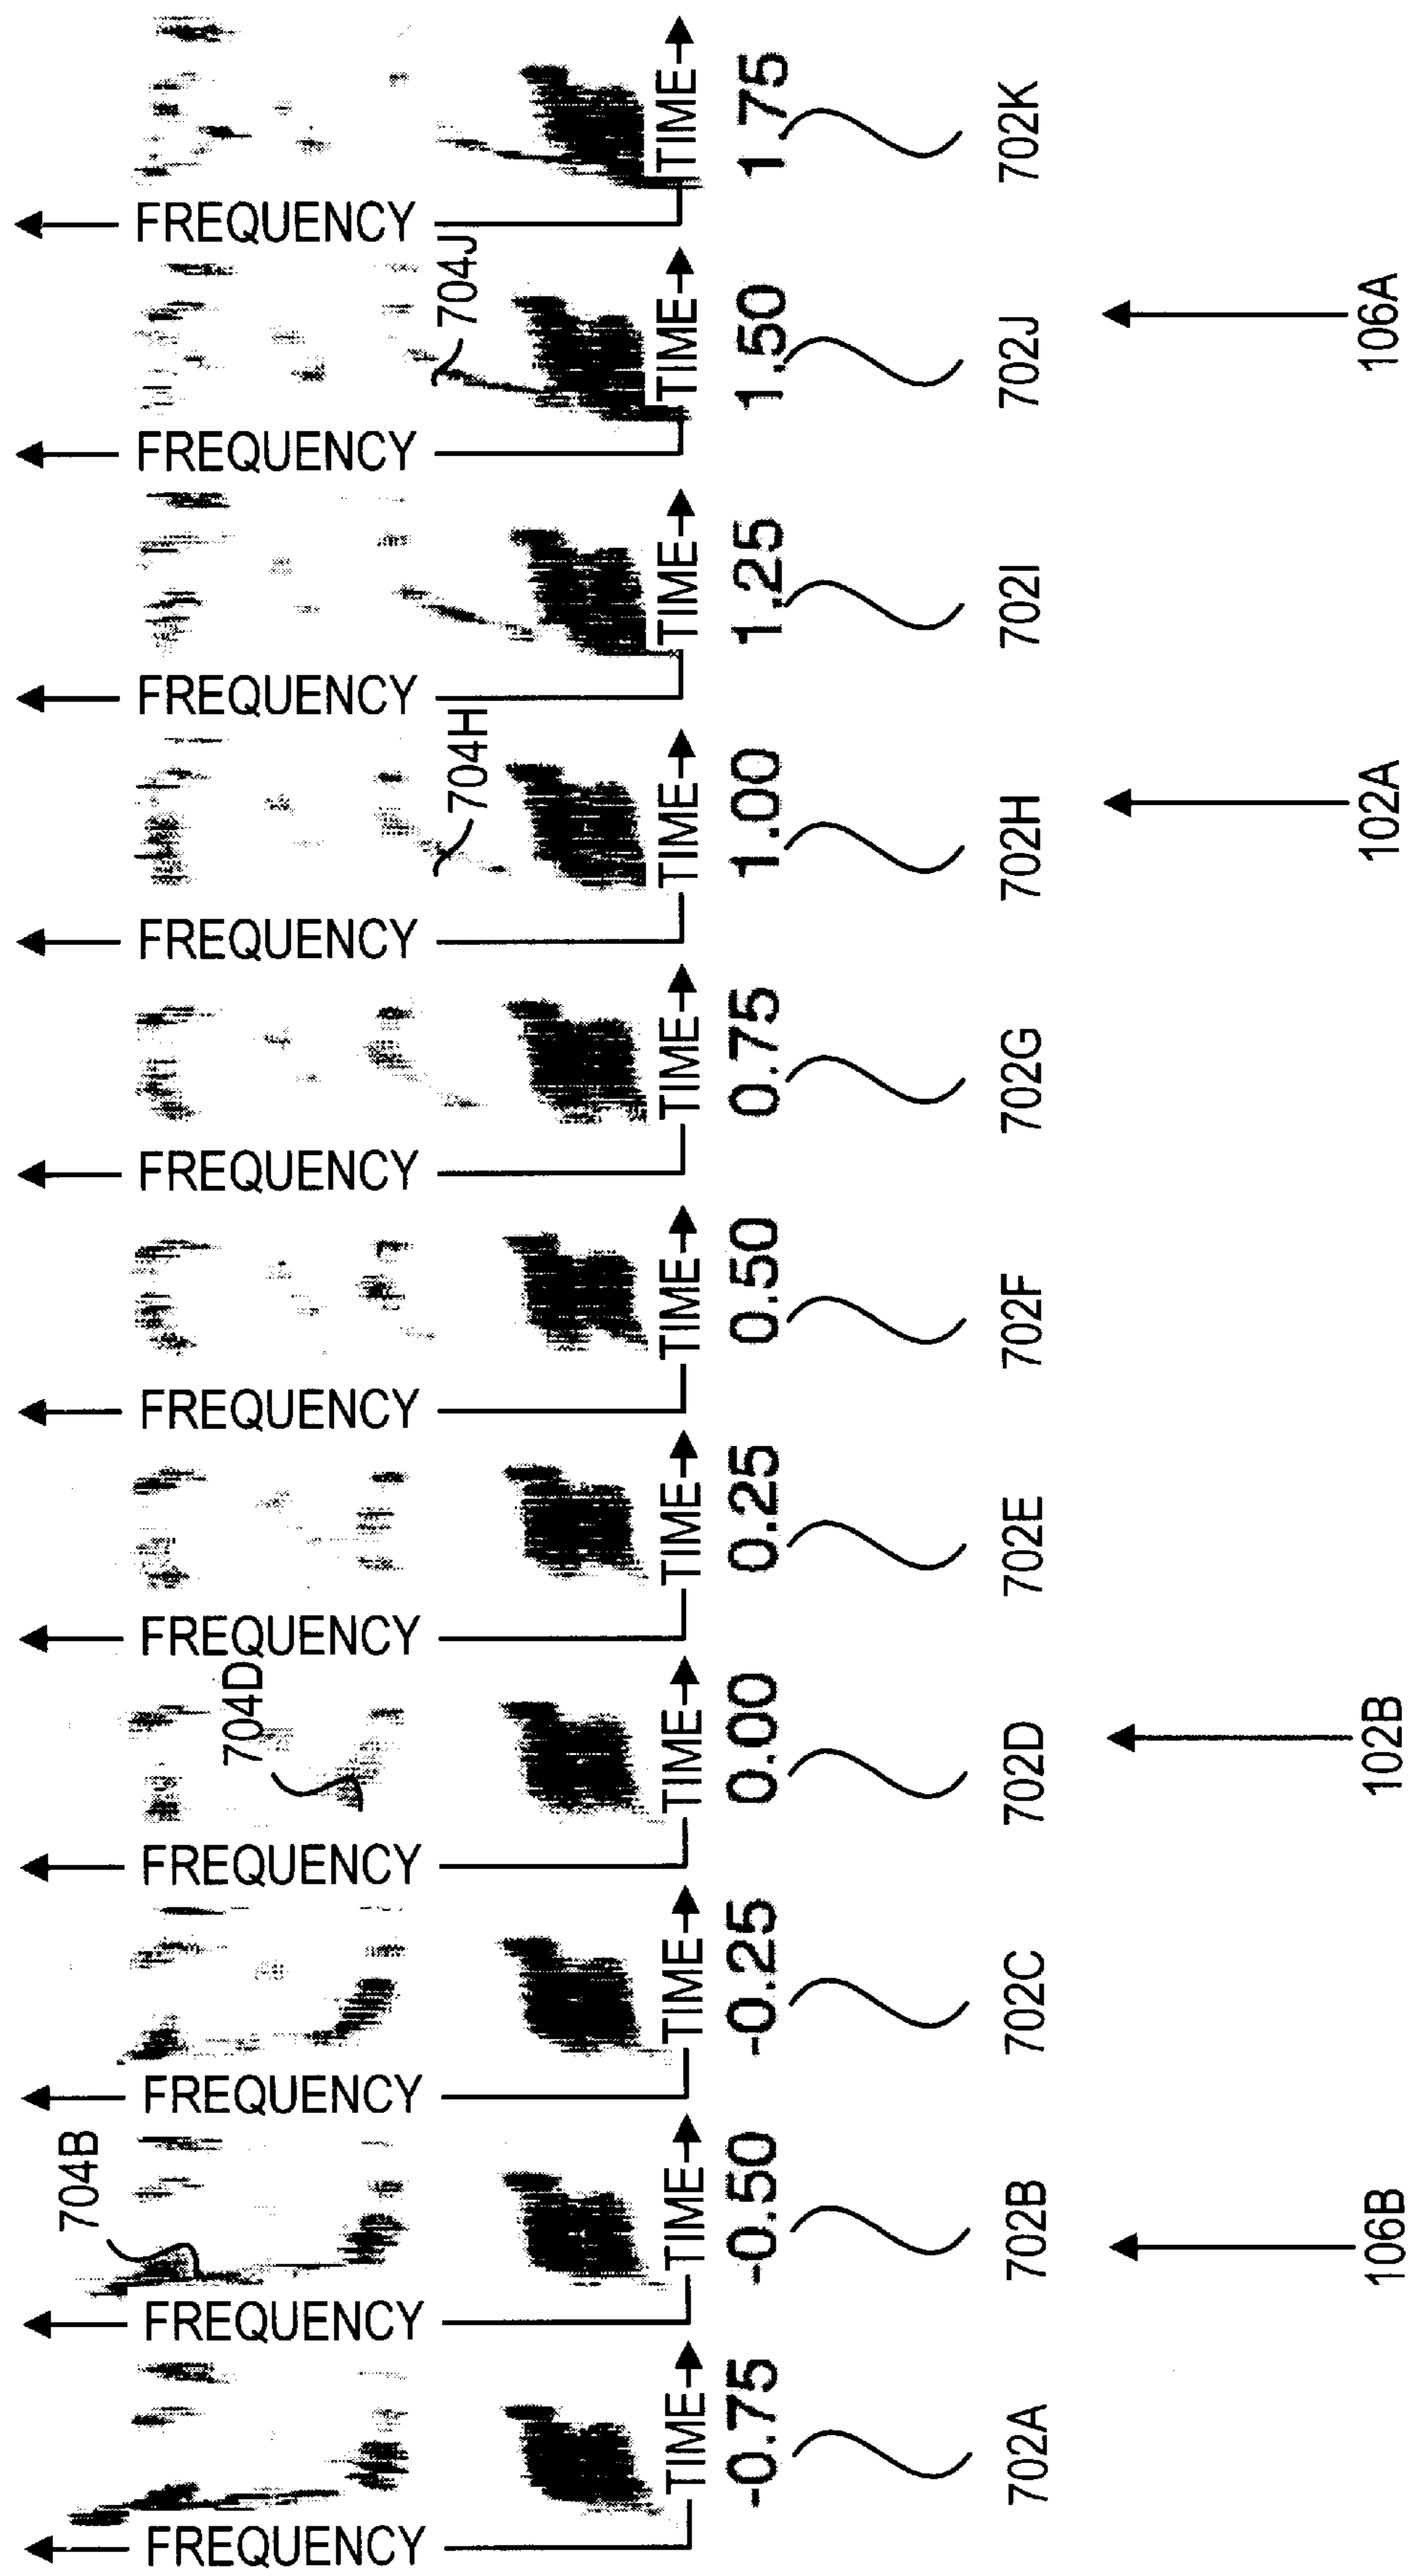 704B
704D
704H
704J
FREQUENCY FREQUENCY FREQUENCY FREQUENCY FREQUENCY FREQUENCY FREQUENCY FREQUENCY FREQUENCY FREQUENCY FREQUENCY
TIME TIME TIME TIME TIME TIME TIME TIME TIME TIME TIME
-0.75 -0.50 -0.25 0.00 0.25 0.50 0.75 1.00 1.25 1.50 1.75
702A 702B 702C 702D 702E 702F 702G 702H 702I 702J 702K
106B 102B 102A 106A